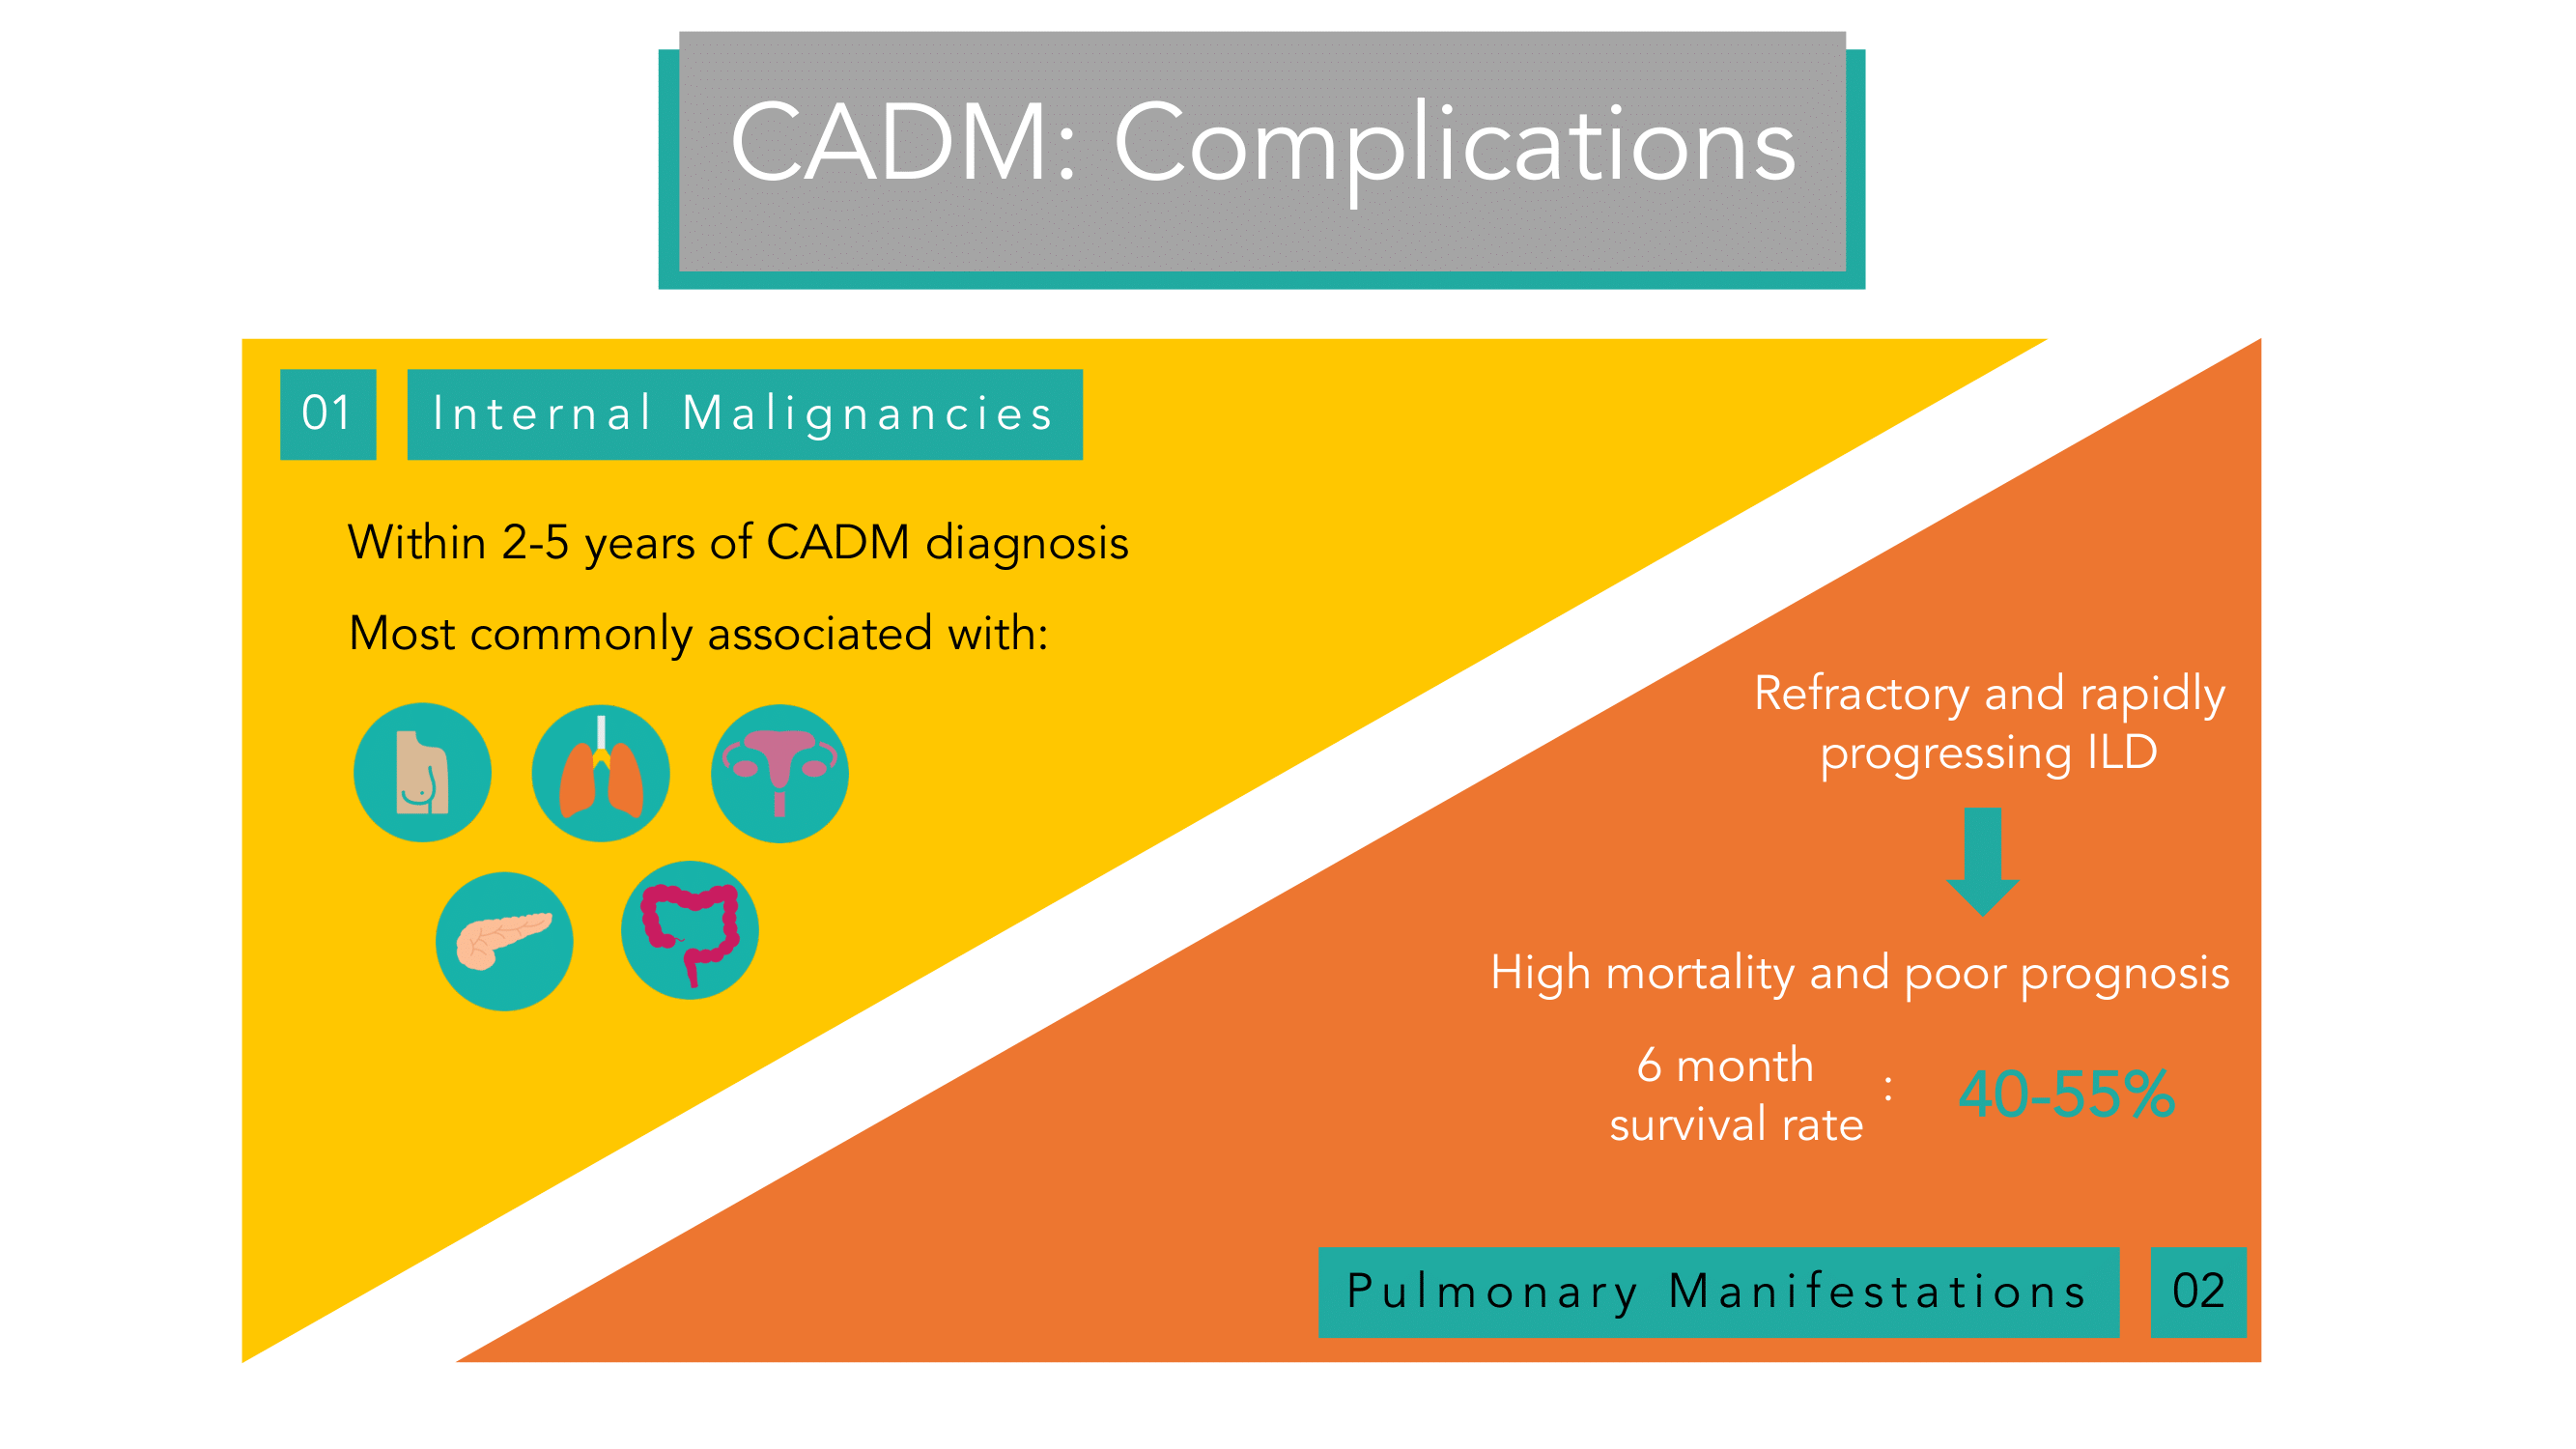 CADM: Complications
01
Internal Malignancies
Within 2-5 years of CADM diagnosis
Most commonly associated with:
Refractory and rapidly
progressing ILD
High mortality and poor prognosis
6 month
survival rate
:
40-55%
Pulmonary Manifestations
02